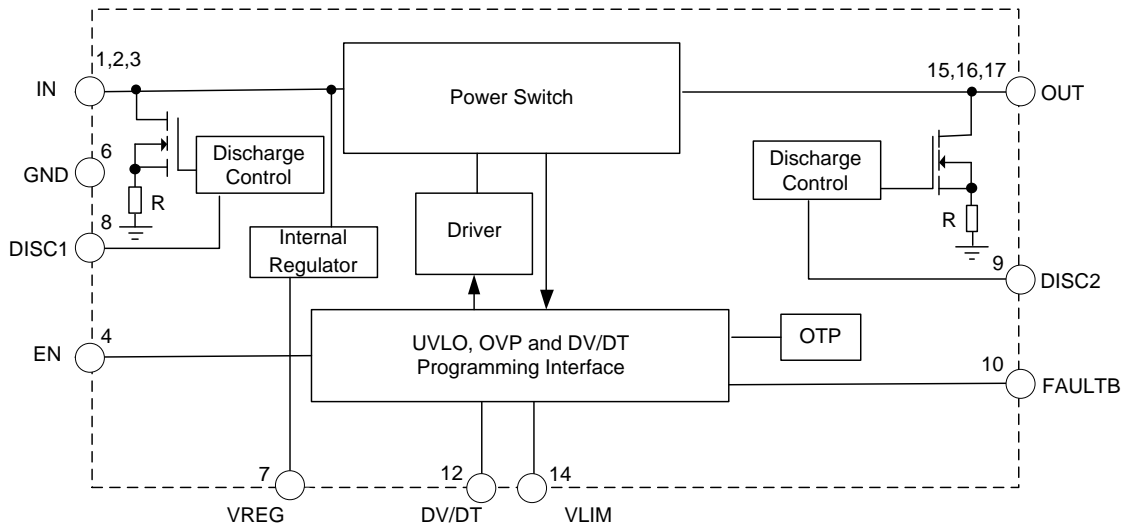 1,2,3
IN
Power Switch
15,16,17
OUT
6
GND
Discharge
Control
R
8
DISC1
Internal
Regulator
Driver
Discharge
Control
R
9
DISC2
4
EN
UVLO, OVP and DV/DT
Programming Interface
OTP
10
FAULTB
7
VREG
12
DV/DT
14
VLIM